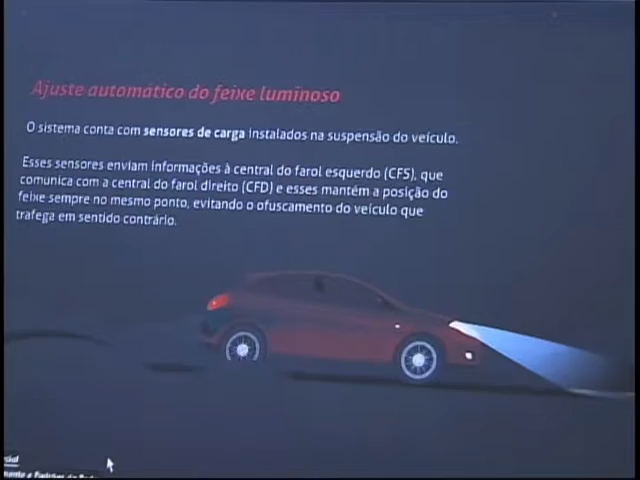 Ajuste automático do feixe luminoso
O sistema conta com sensores de carga instalados na suspensão do veículo.
Esses sensores enviam informações à central do farol esquerdo (CFS), que
comunica com a central do farol direito (CFD) e esses mantém a posição do
feixe sempre no mesmo ponto, evitando o ofuscamento do veículo que
trafega em sentido contrário.